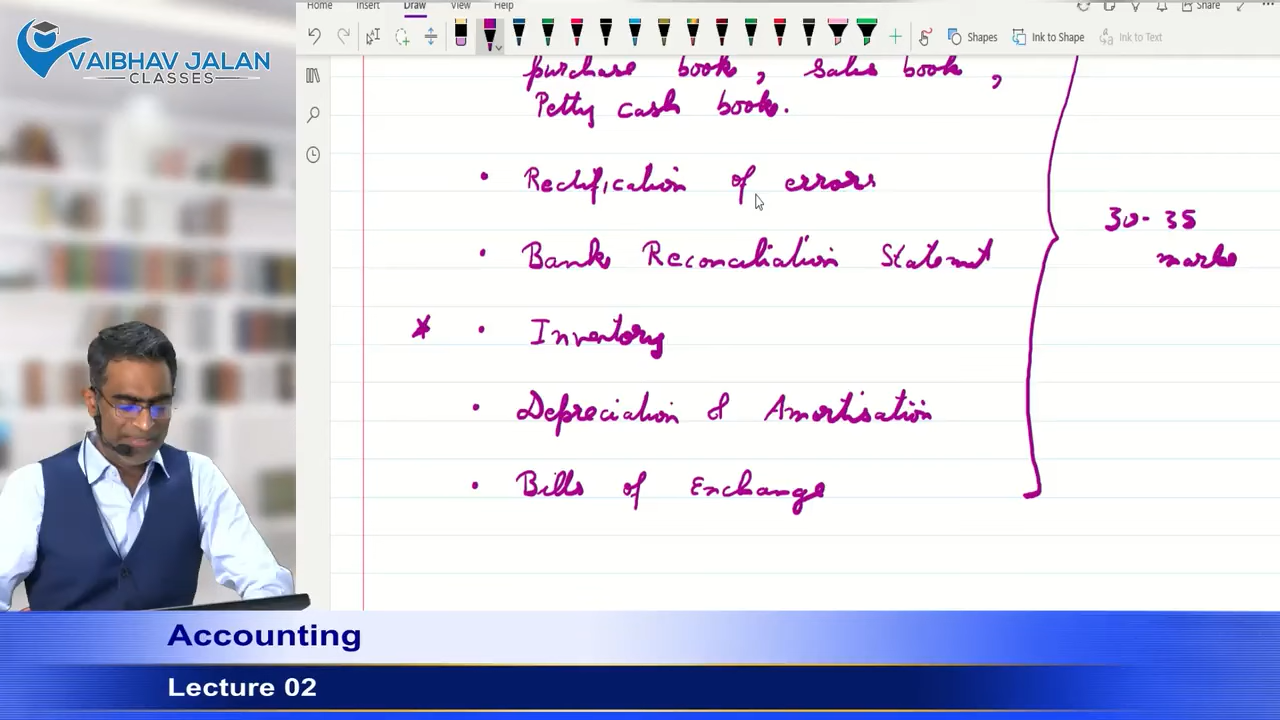 Home Insert Draw View Help Share
VAIBHAV JALAN
CLASSES
Shapes Ink to Shape Ink to Text
purchase book, sales book,
Petty cash book.
• Rectification of errors
30-35
marks
• Bank Reconciliation Statement
* • Inventory
• Depreciation & Amortisation
• Bills of Exchange
Accounting
Lecture 02